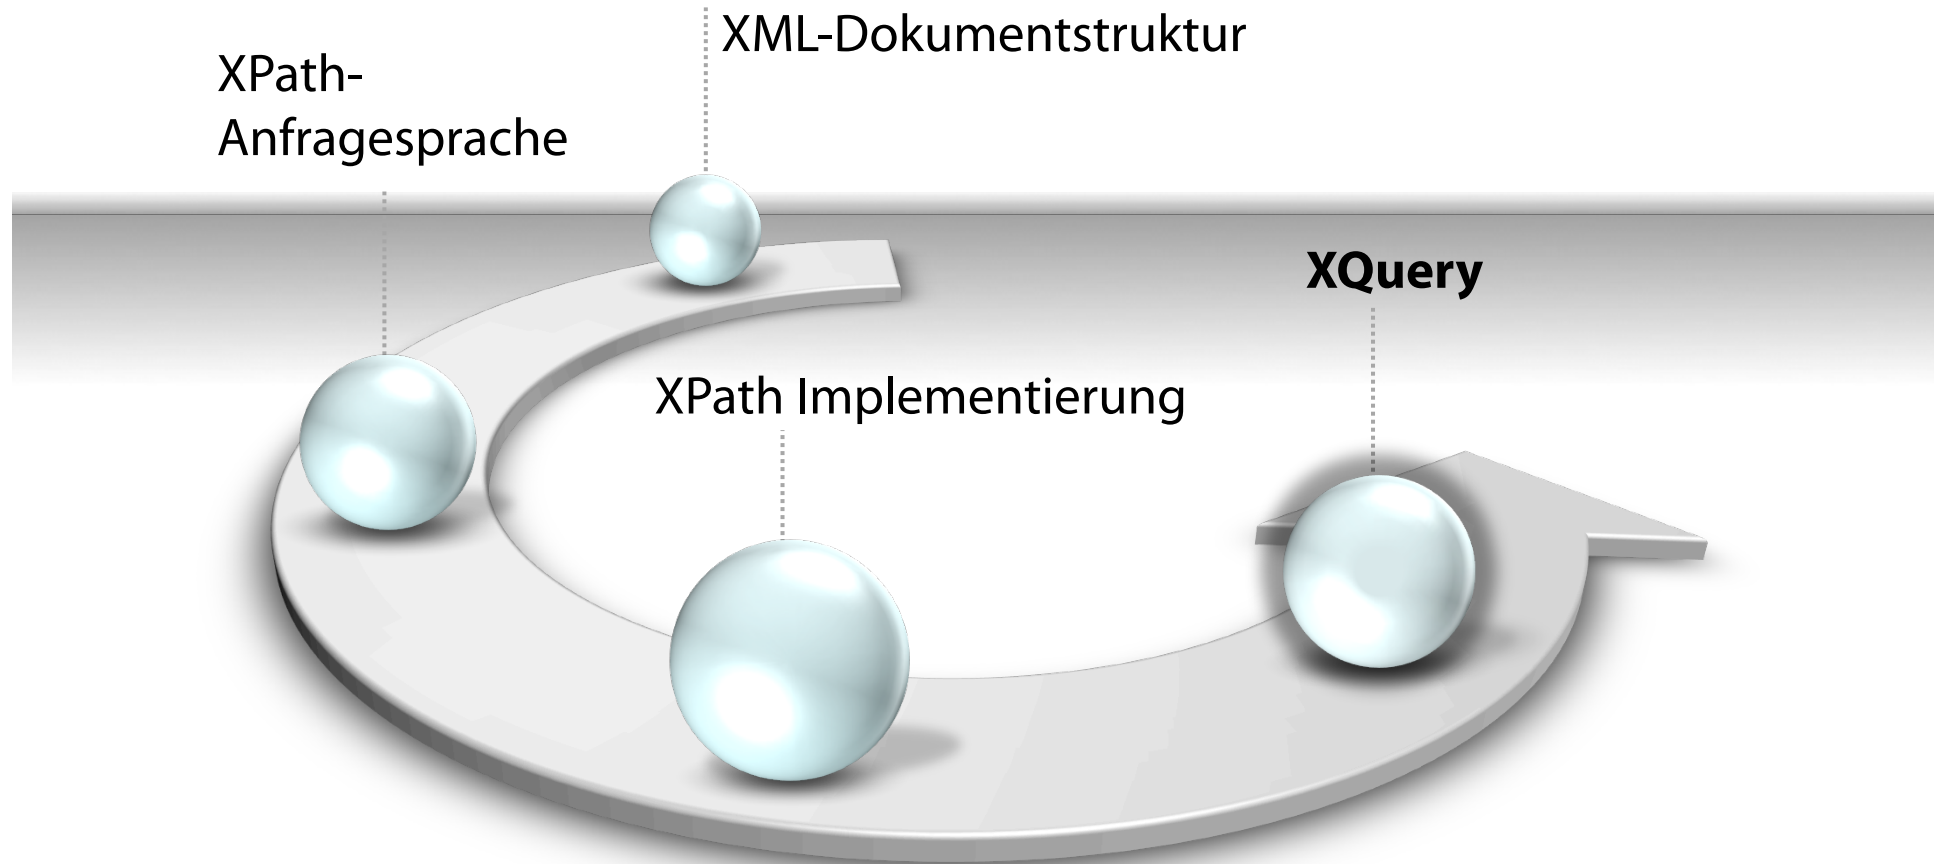 XML-Dokumentstruktur
XPath-
Anfragesprache
XQuery
XPath Implementierung